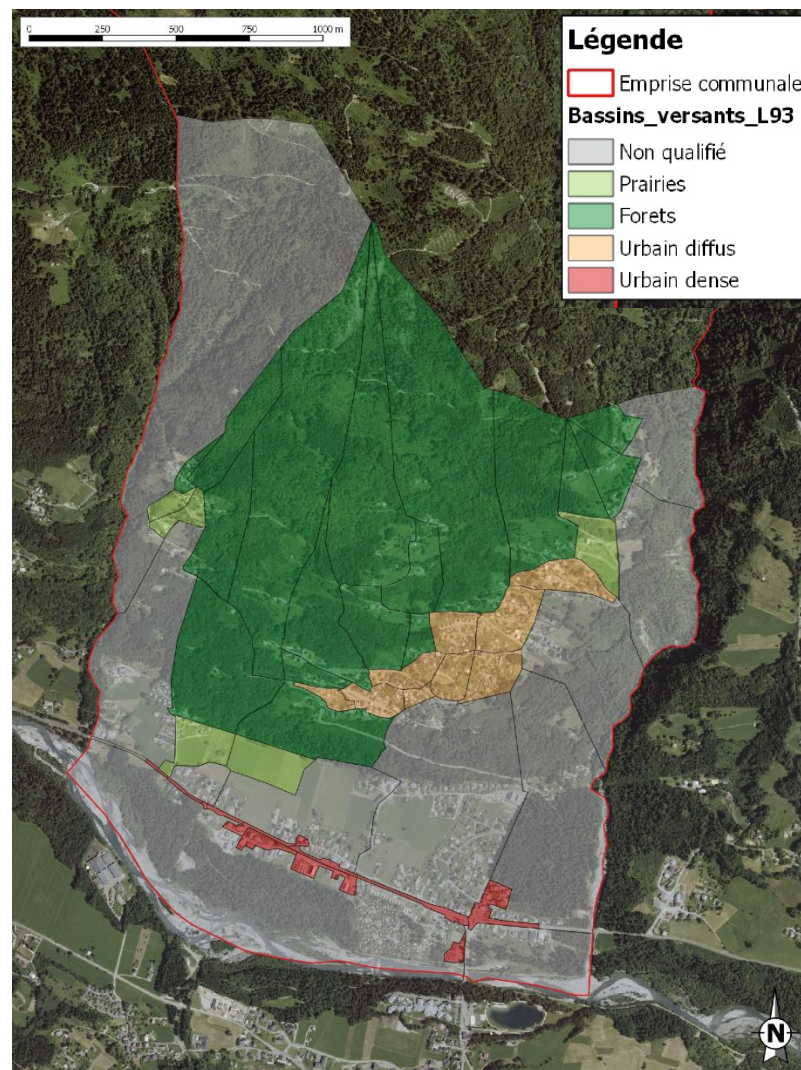 0 250 500 750 1000 m
Légende
Emprise communale
Bassins_versants_L93
Non qualifié
Prairies
Forets
Urbain diffus
Urbain dense
N